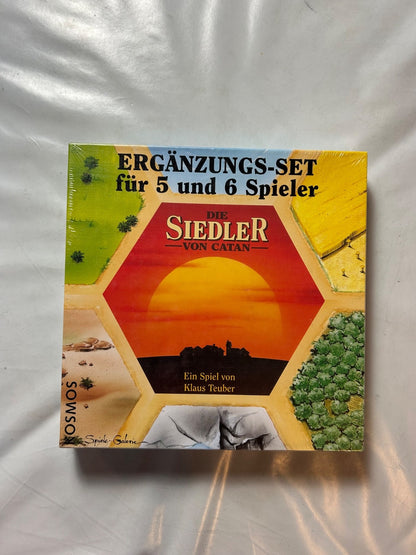 ERGÄNZUNGS-SET
für 5 und 6 Spieler
DIE
SIEDLER
VON CATAN
Ein Spiel von
Klaus Teuber
KOSMOS
Spiele-Galerie